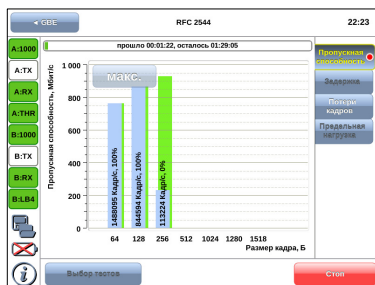 ◄ GBE
RFC 2544
22:23
A:1000
A:TX
A:RX
A:THR
B:1000
B:TX
B:RX
B:LB4
прошло 00:01:22, осталось 01:29:05
Пропускная способность, Мбит/с
1 000
800
600
400
200
0
макс.
1488095 Кадр/с, 100%
844594 Кадр/с, 100%
113224 Кадр/с, 0%
64 128 256 512 1024 1280 1518
Размер кадра, Б
Пропускная
способность
Задержка
Потери
кадров
Предельная
нагрузка
Выбор тестов
Стоп